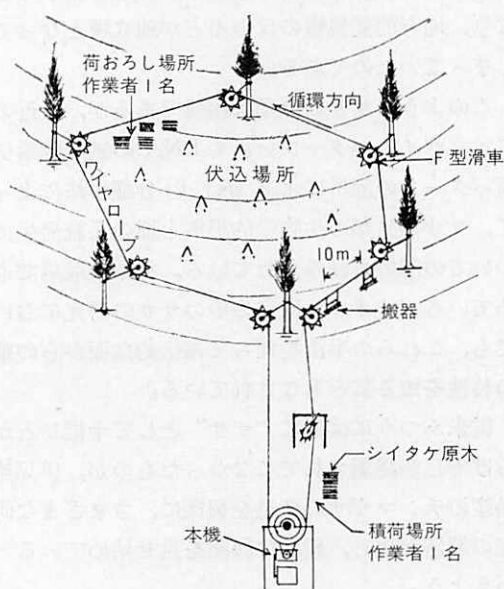 荷おろし場所
作業者1名
循環方向
F型滑車
伏込場所
ワイヤロープ
10m
搬器
シイタケ原木
本機
積荷場所
作業者1名